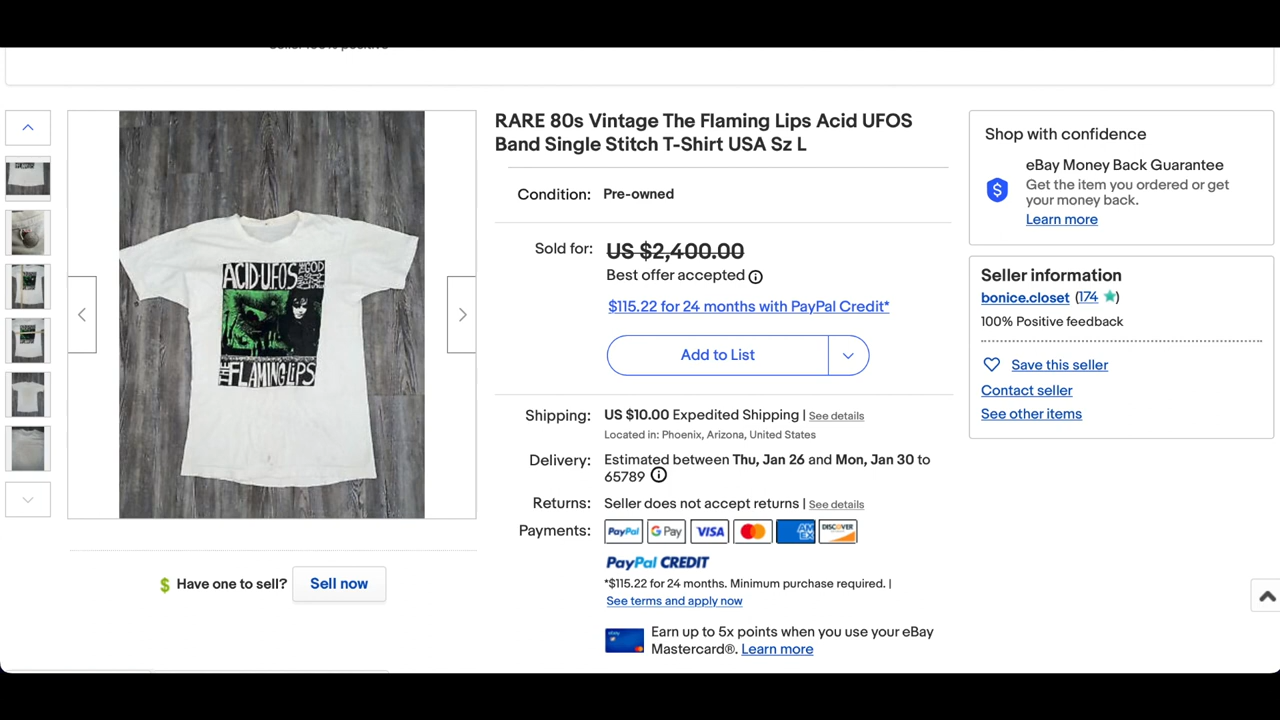 RARE 80s Vintage The Flaming Lips Acid UFOS
Band Single Stitch T-Shirt USA Sz L
Condition: Pre-owned
Sold for: US $2,400.00
Best offer accepted
$115.22 for 24 months with PayPal Credit*
Add to List
Shipping: US $10.00 Expedited Shipping | See details
Located in: Phoenix, Arizona, United States
Delivery: Estimated between Thu, Jan 26 and Mon, Jan 30 to
65789
Returns: Seller does not accept returns | See details
Payments: PayPal G Pay VISA AM EX DISCOVER
PayPal CREDIT
*$115.22 for 24 months. Minimum purchase required. |
See terms and apply now
Earn up to 5x points when you use your eBay
Mastercard®. Learn more
ACID·UFOS
THE FLAMING LIPS
Have one to sell? Sell now
Shop with confidence
eBay Money Back Guarantee
Get the item you ordered or get
your money back.
Learn more
Seller information
bonice.closet (174)
100% Positive feedback
Save this seller
Contact seller
See other items